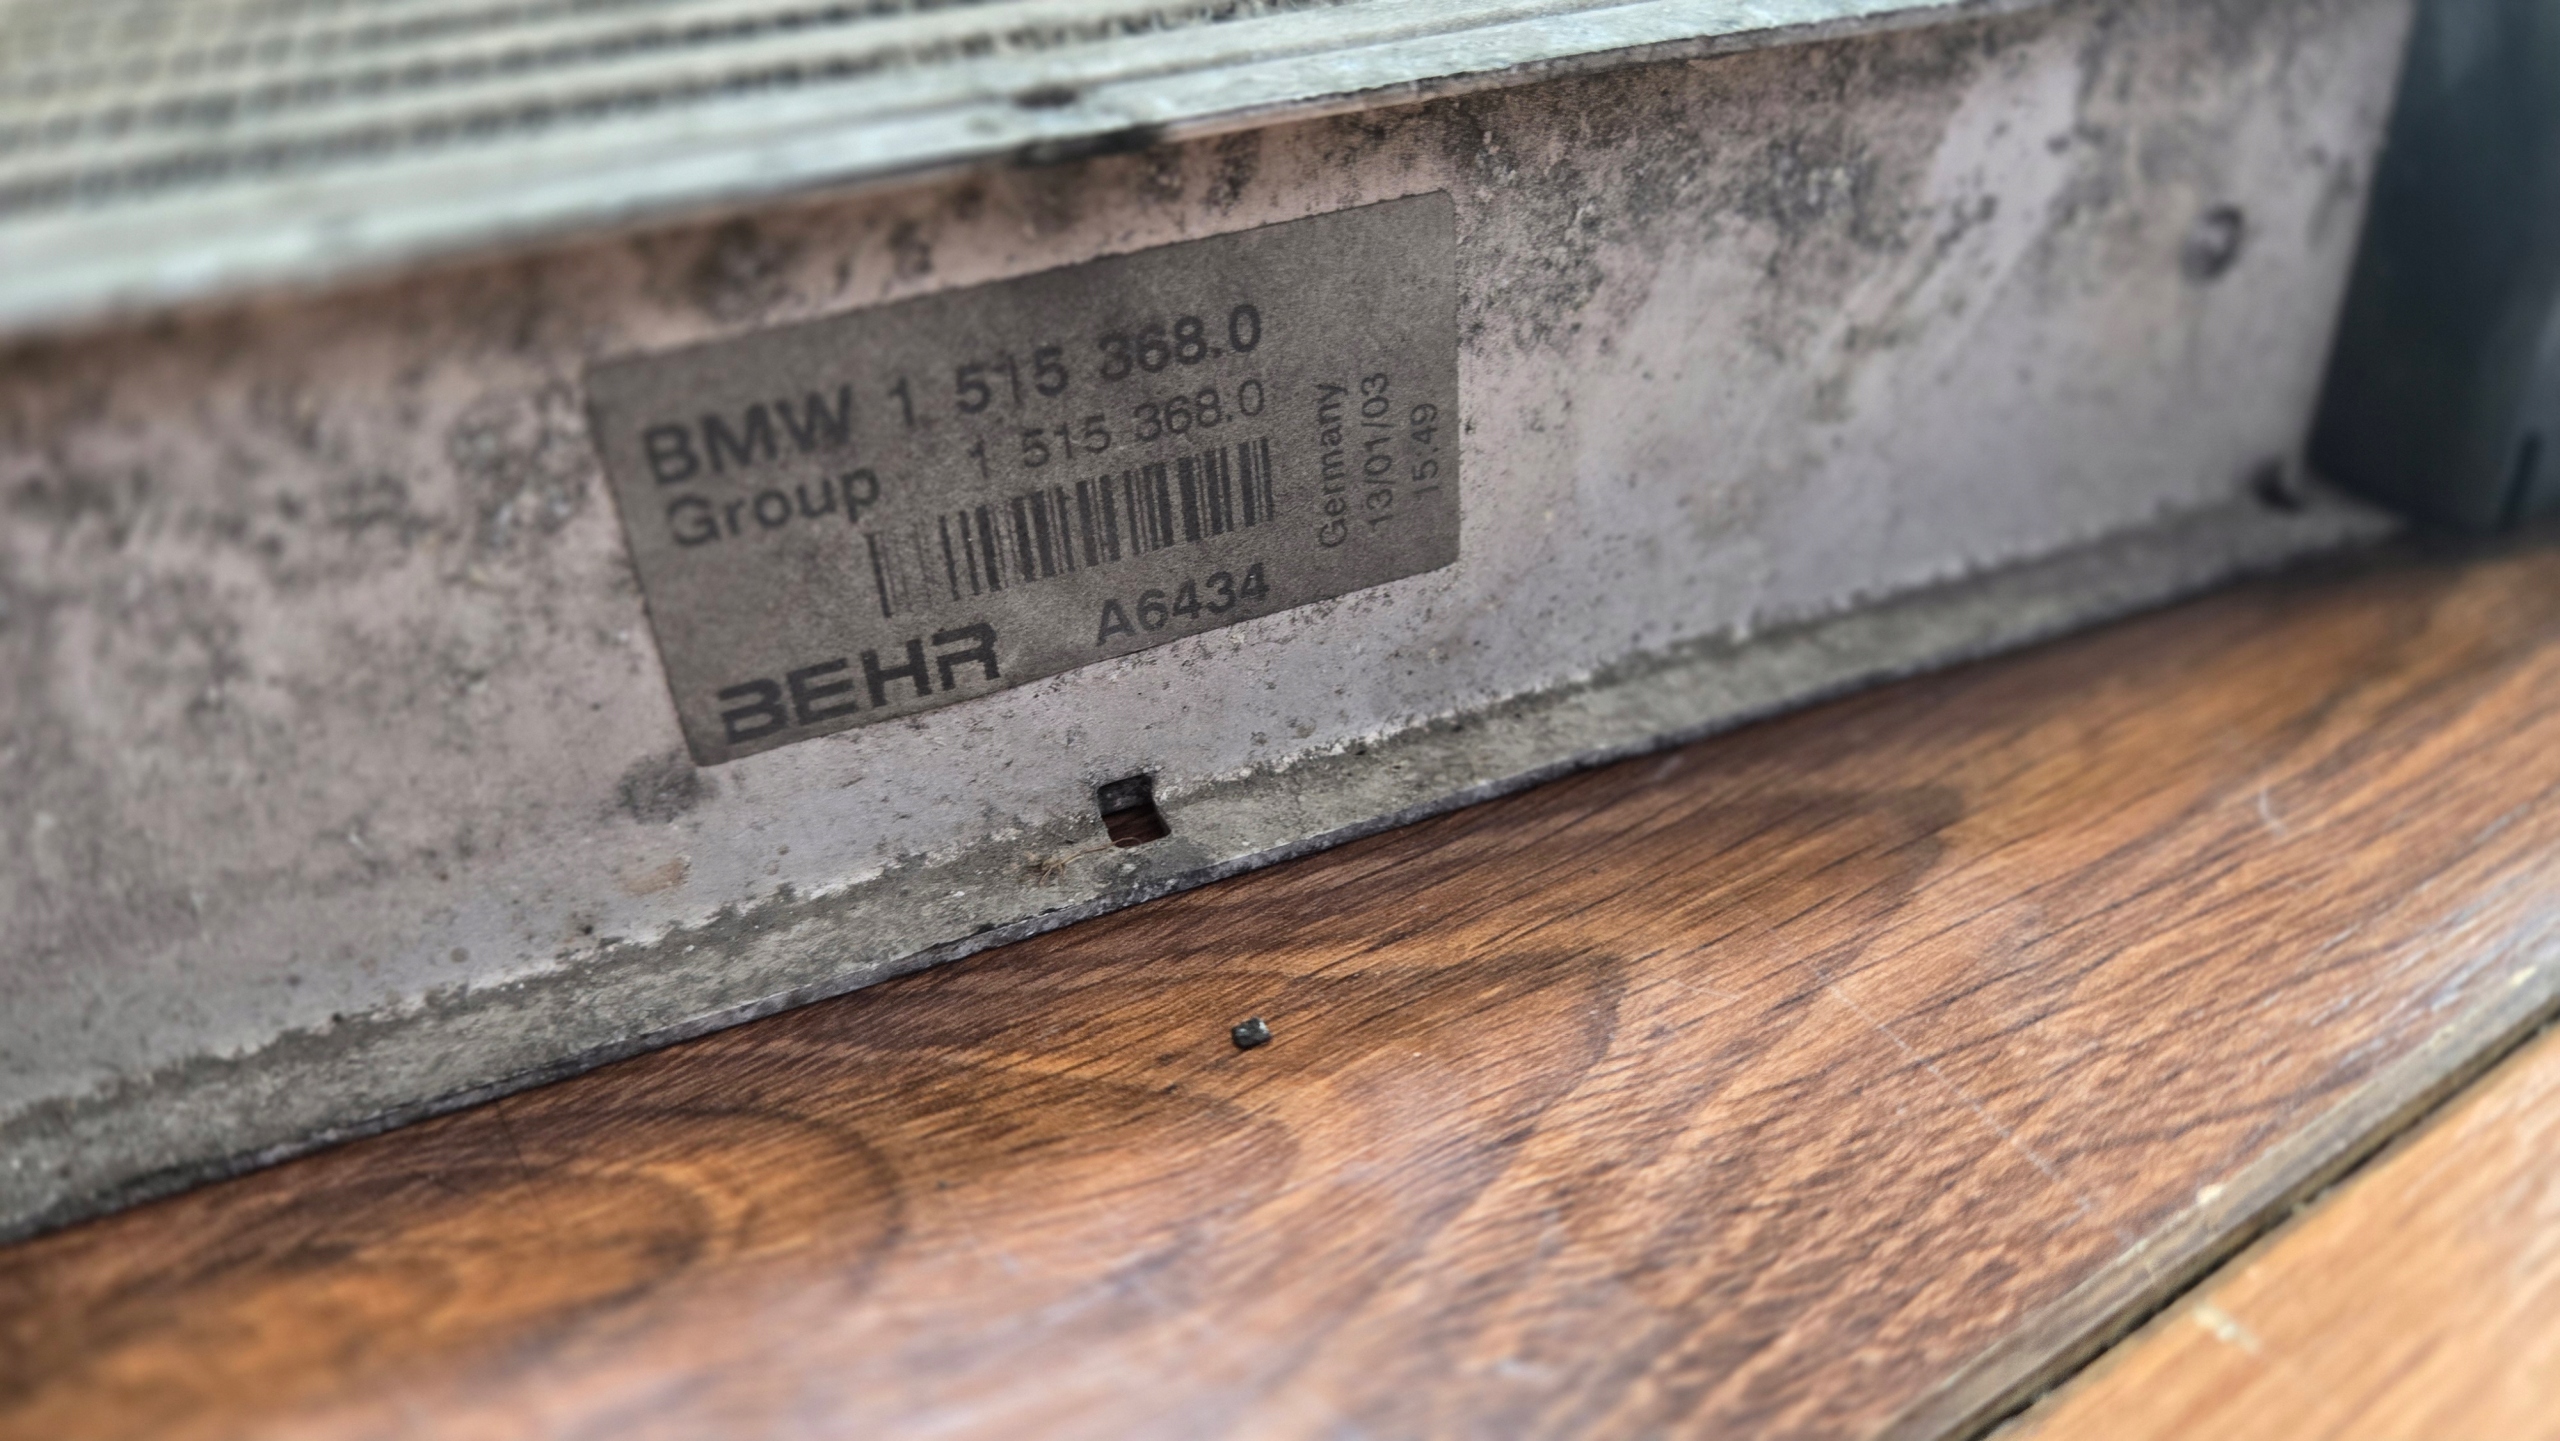 BMW 1 515 368.0
Group 1 515 368.0
BEHR A6434
Germany
13/01/03
15.49